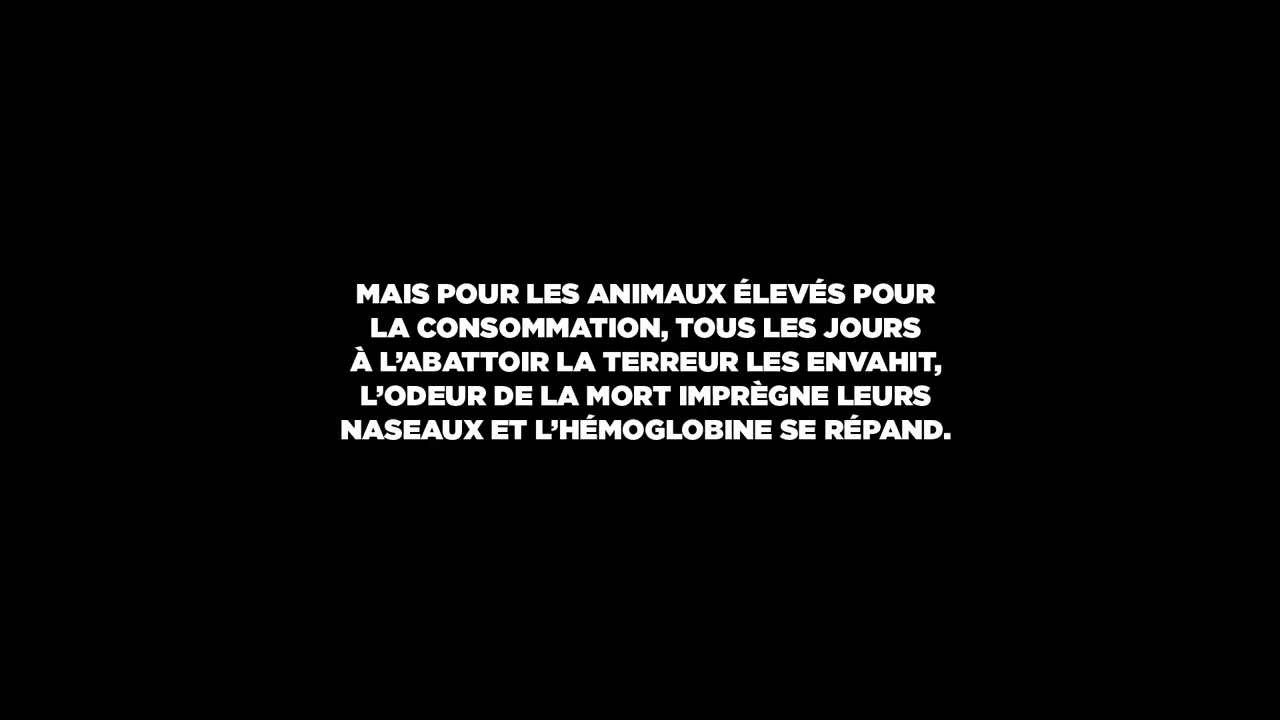 MAIS POUR LES ANIMAUX ÉLEVÉS POUR
LA CONSOMMATION, TOUS LES JOURS
À L’ABATTOIR LA TERREUR LES ENVAHIT,
L’ODEUR DE LA MORT IMPRÈGNE LEURS
NASEAUX ET L’HÉMOGLOBINE SE RÉPAND.